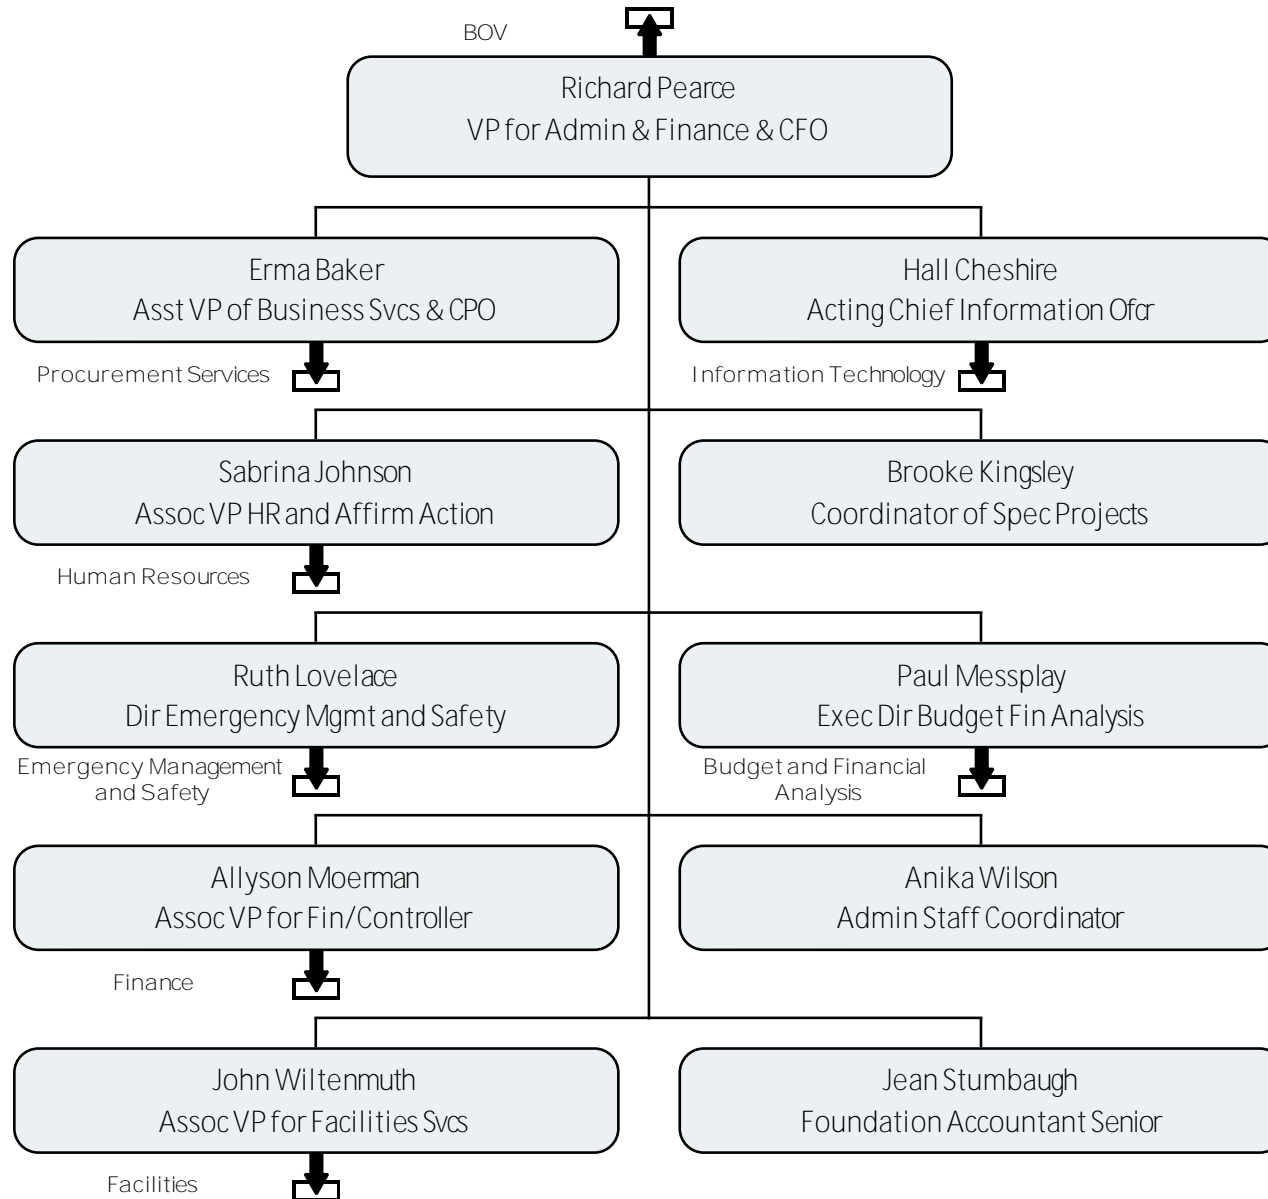 BOV
Richard Pearce
VP for Admin & Finance & CFO
Erma Baker
Asst VP of Business Svcs & CPO
Hall Cheshire
Acting Chief Information Ofcr
Procurement Services
Information Technology
Sabrina Johnson
Assoc VP HR and Affirm Action
Brooke Kingsley
Coordinator of Spec Projects
Human Resources
Ruth Lovelace
Dir Emergency Mgmt and Safety
Paul Messplay
Exec Dir Budget Fin Analysis
Emergency Management
and Safety
Budget and Financial
Analysis
Allyson Moerman
Assoc VP for Fin/Controller
Anika Wilson
Admin Staff Coordinator
Finance
John Wiltenmuth
Assoc VP for Facilities Svcs
Jean Stumbaugh
Foundation Accountant Senior
Facilities